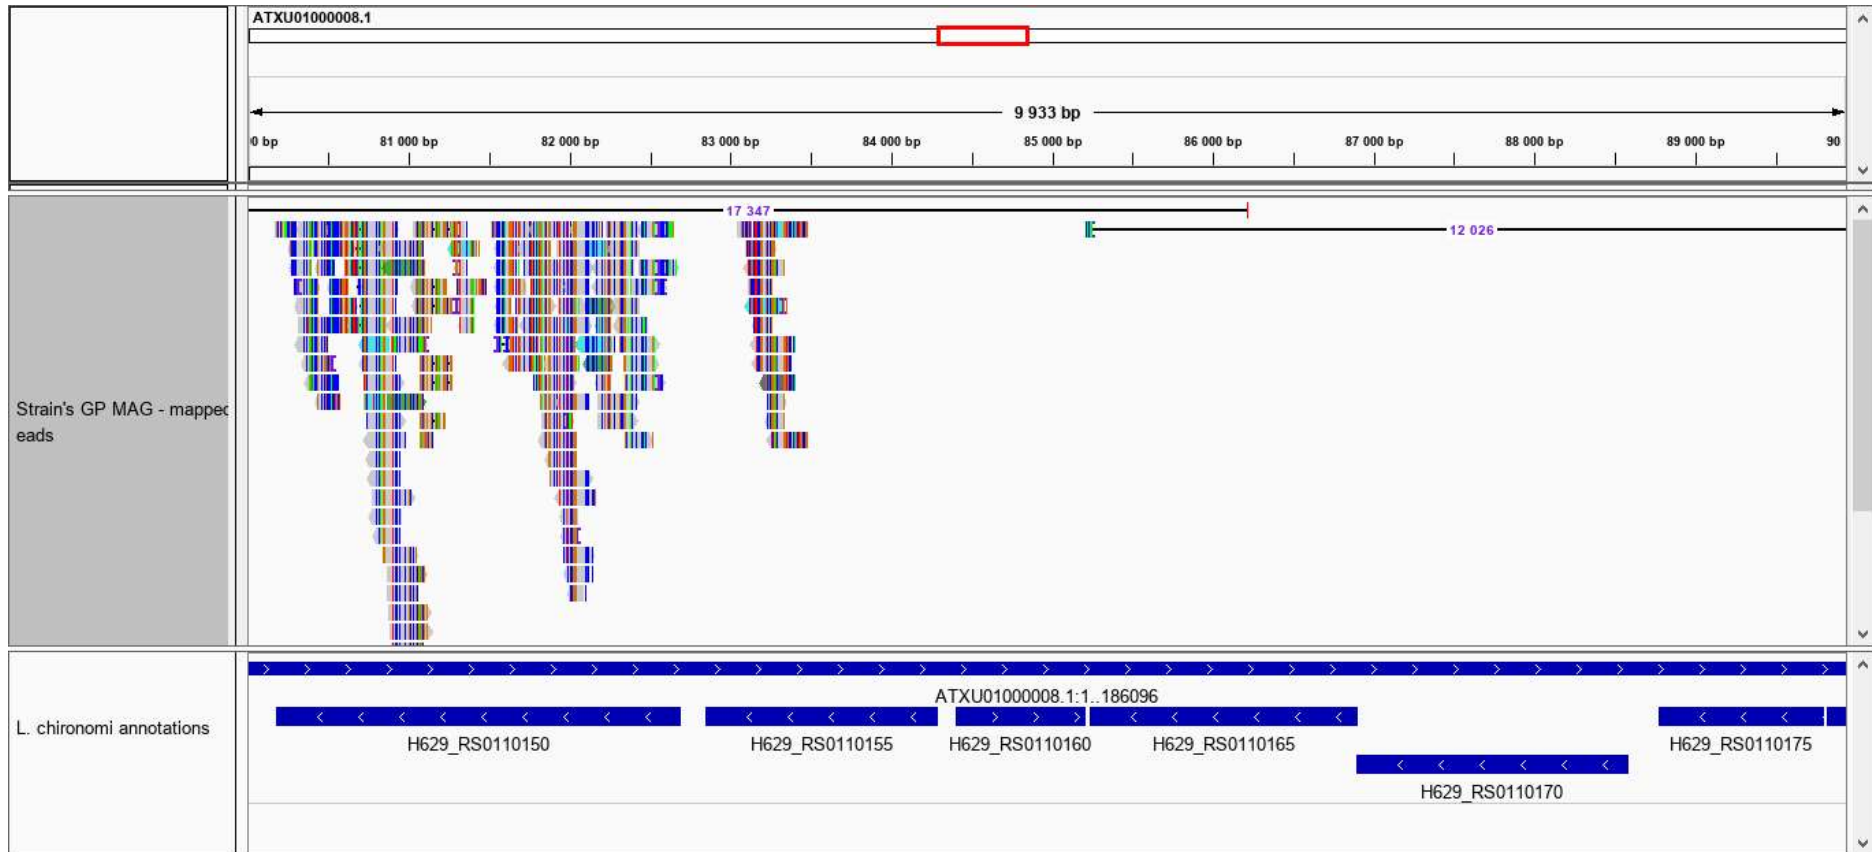 ATXU01000008.1
9 933 bp
0 bp 81 000 bp 82 000 bp 83 000 bp 84 000 bp 85 000 bp 86 000 bp 87 000 bp 88 000 bp 89 000 bp 90
17 347
12 026
Strain's GP MAG - mapped
eads
ATXU01000008.1:1..186096
L. chironomi annotations
H629_RS0110150 H629_RS0110155 H629_RS0110160 H629_RS0110165 H629_RS0110175
H629_RS0110170